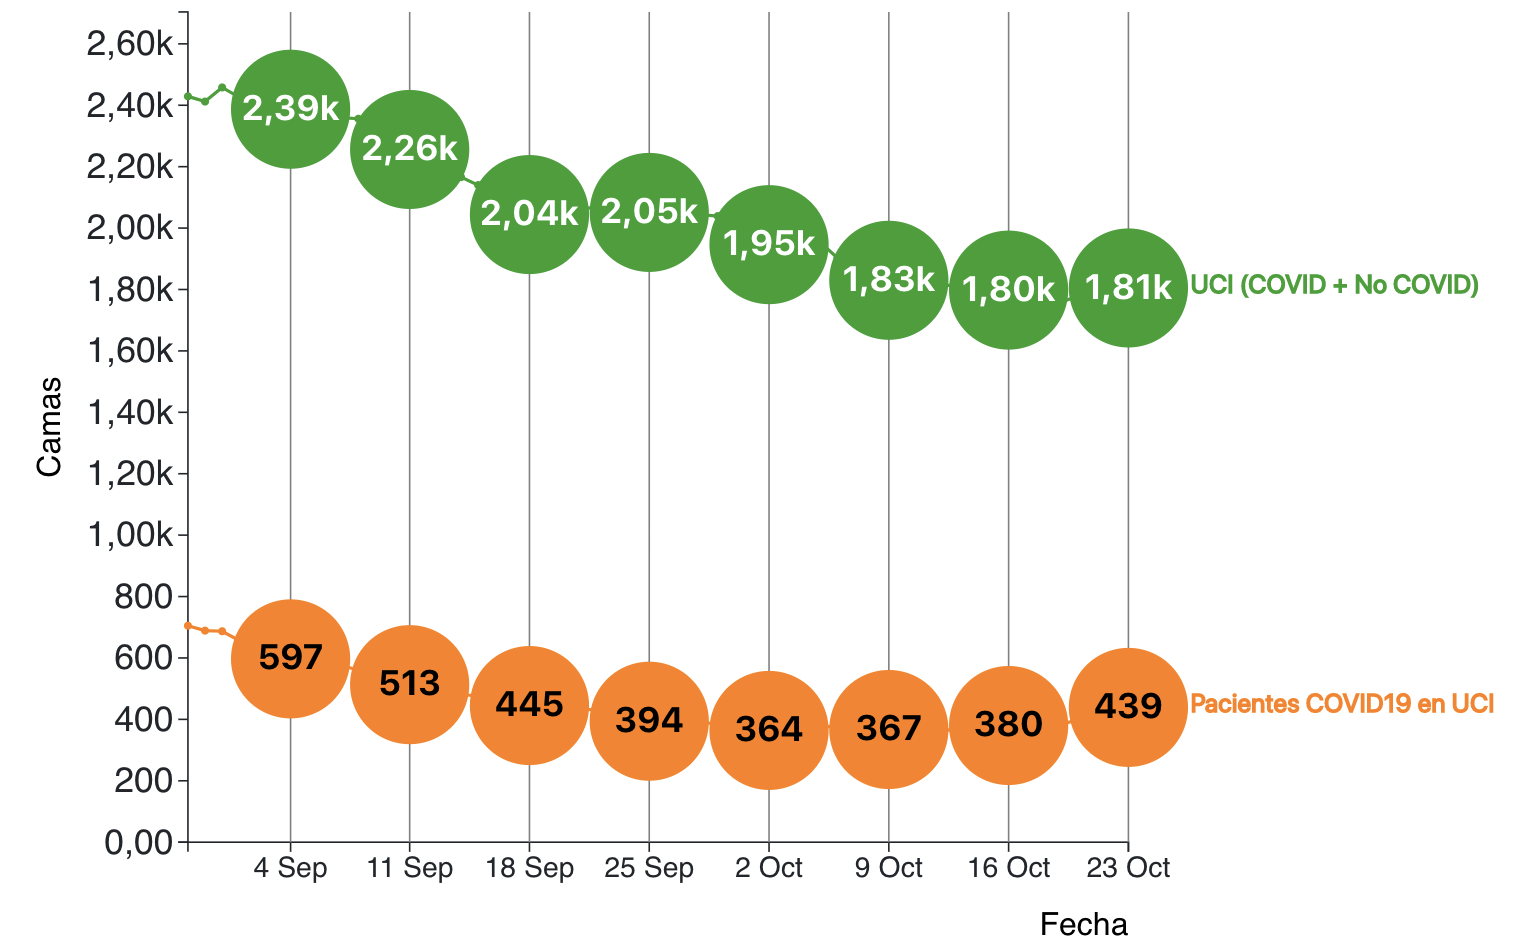 2,60k
2,40k
2,20k
2,00k
1,80k
1,60k
1,40k
1,20k
1,00k
800
600
400
200
0,00
Camas
2,39k
2,26k
2,04k
2,05k
1,95k
1,83k
1,80k
1,81k
UCI (COVID + No COVID)
597
513
445
394
364
367
380
439
Pacientes COVID19 en UCI
4 Sep
11 Sep
18 Sep
25 Sep
2 Oct
9 Oct
16 Oct
23 Oct
Fecha